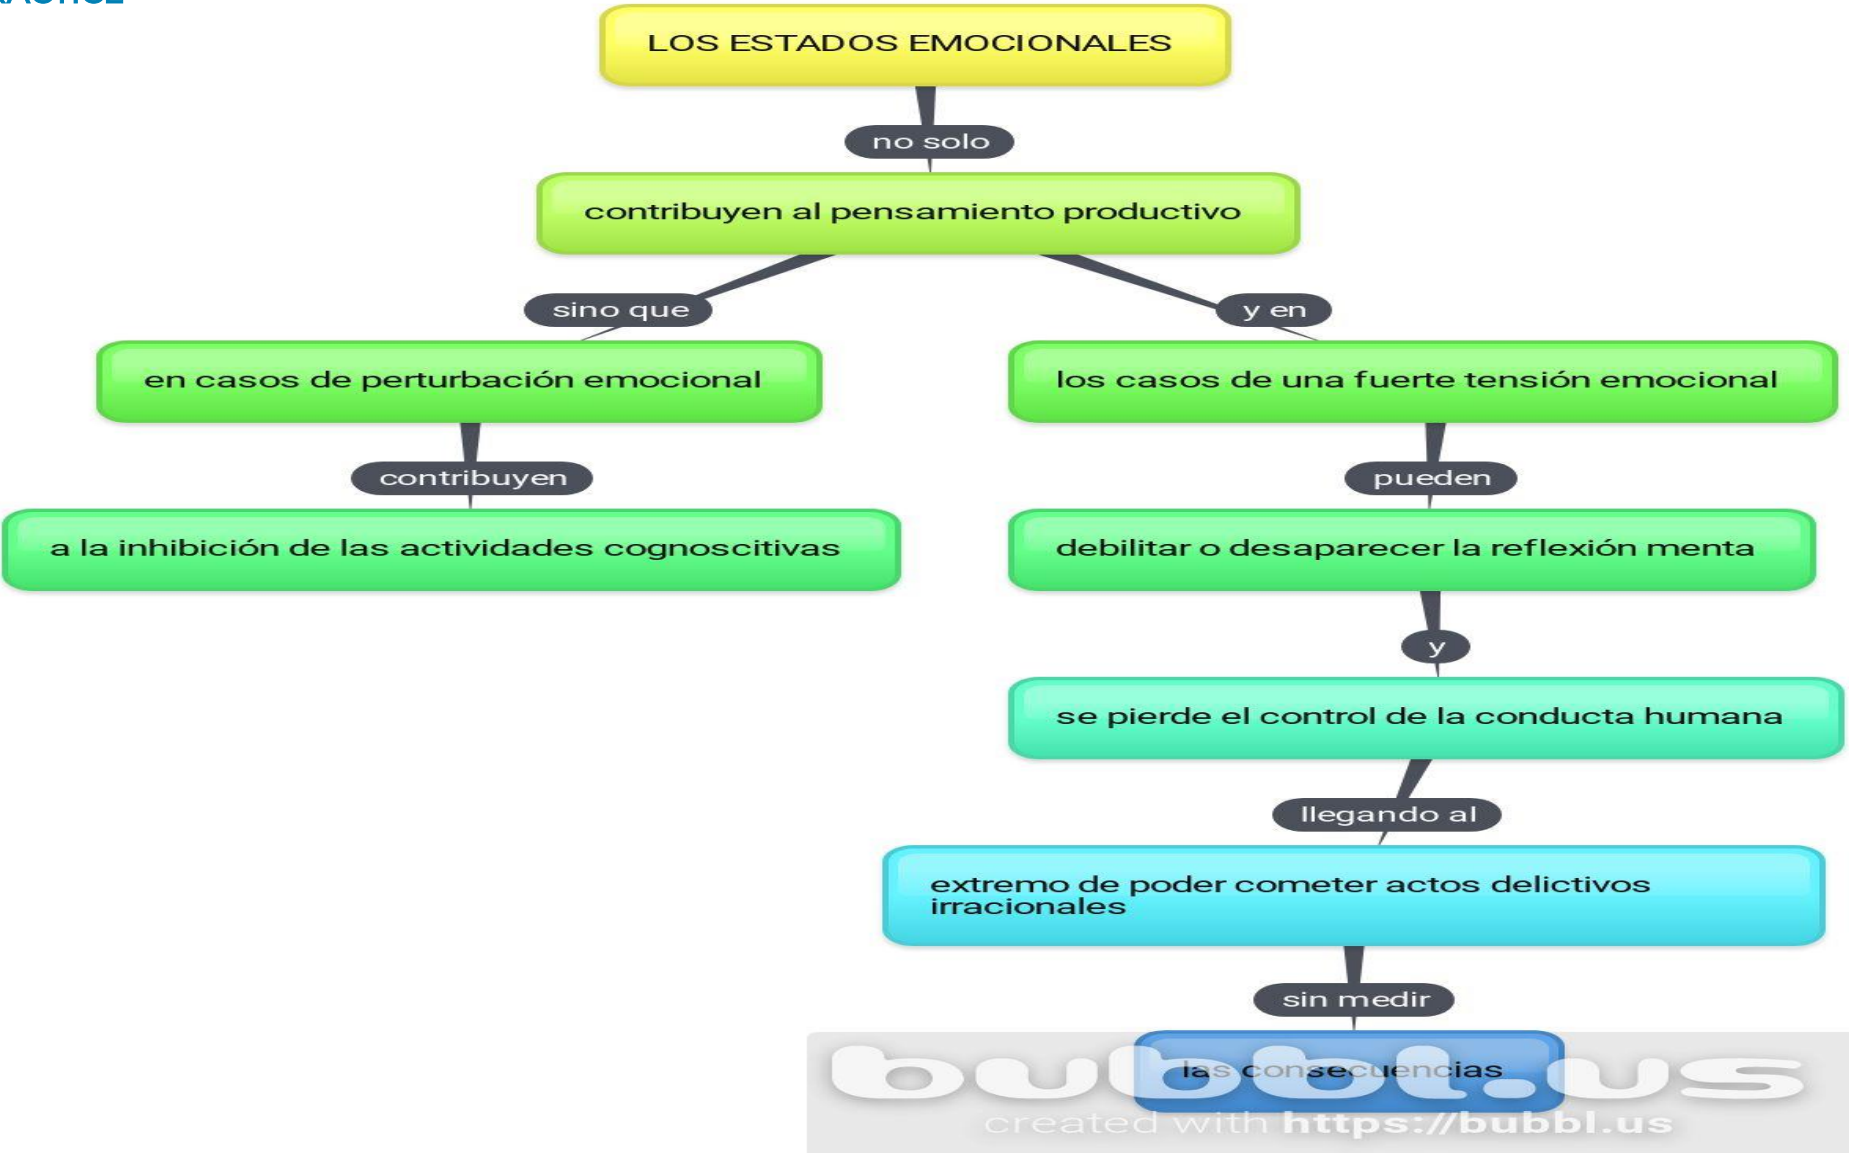 LOS ESTADOS EMOCIONALES
no solo
contribuyen al pensamiento productivo
sino que
y en
en casos de perturbación emocional
los casos de una fuerte tensión emocional
contribuyen
pueden
a la inhibición de las actividades cognoscitivas
debilitar o desaparecer la reflexión menta
y
se pierde el control de la conducta humana
llegando al
extremo de poder cometer actos delictivos
irracionales
sin medir
las consecuencias
bubbl.us
created with https://bubbl.us